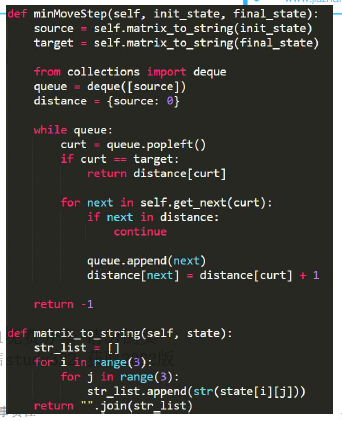 def minMoveStep(self, init_state, final_state):
    source = self.matrix_to_string(init_state)
    target = self.matrix_to_string(final_state)

    from collections import deque
    queue = deque([source])
    distance = {source: 0}

    while queue:
        curt = queue.popleft()
        if curt == target:
            return distance[curt]

        for next in self.get_next(curt):
            if next in distance:
                continue

            queue.append(next)
            distance[next] = distance[curt] + 1

    return -1

def matrix_to_string(self, state):
    str_list = []
    for i in range(3):
        for j in range(3):
            str_list.append(str(state[i][j]))
    return "".join(str_list)